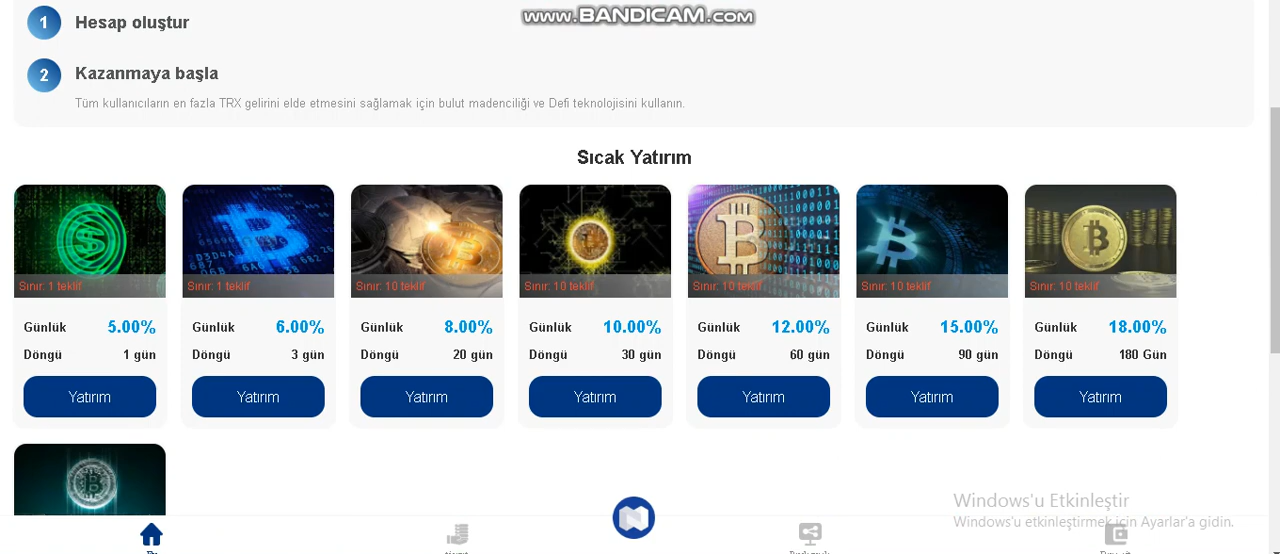 www.BANDICAM.com
1 Hesap oluştur
2 Kazanmaya başla
Tüm kullanıcıların en fazla TRX gelirini elde etmesini sağlamak için bulut madenciliği ve Defi teknolojisini kullanın.
Sıcak Yatırım
Sınır: 1 teklif
Günlük 5.00%
Döngü 1 gün
Yatırım
Sınır: 1 teklif
Günlük 6.00%
Döngü 3 gün
Yatırım
Sınır: 10 teklif
Günlük 8.00%
Döngü 20 gün
Yatırım
Sınır: 10 teklif
Günlük 10.00%
Döngü 30 gün
Yatırım
Sınır: 10 teklif
Günlük 12.00%
Döngü 60 gün
Yatırım
Sınır: 10 teklif
Günlük 15.00%
Döngü 90 gün
Yatırım
Sınır: 10 teklif
Günlük 18.00%
Döngü 180 Gün
Yatırım
Windows'u Etkinleştir
Windows'u etkinleştirmek için Ayarlar'a gidin.